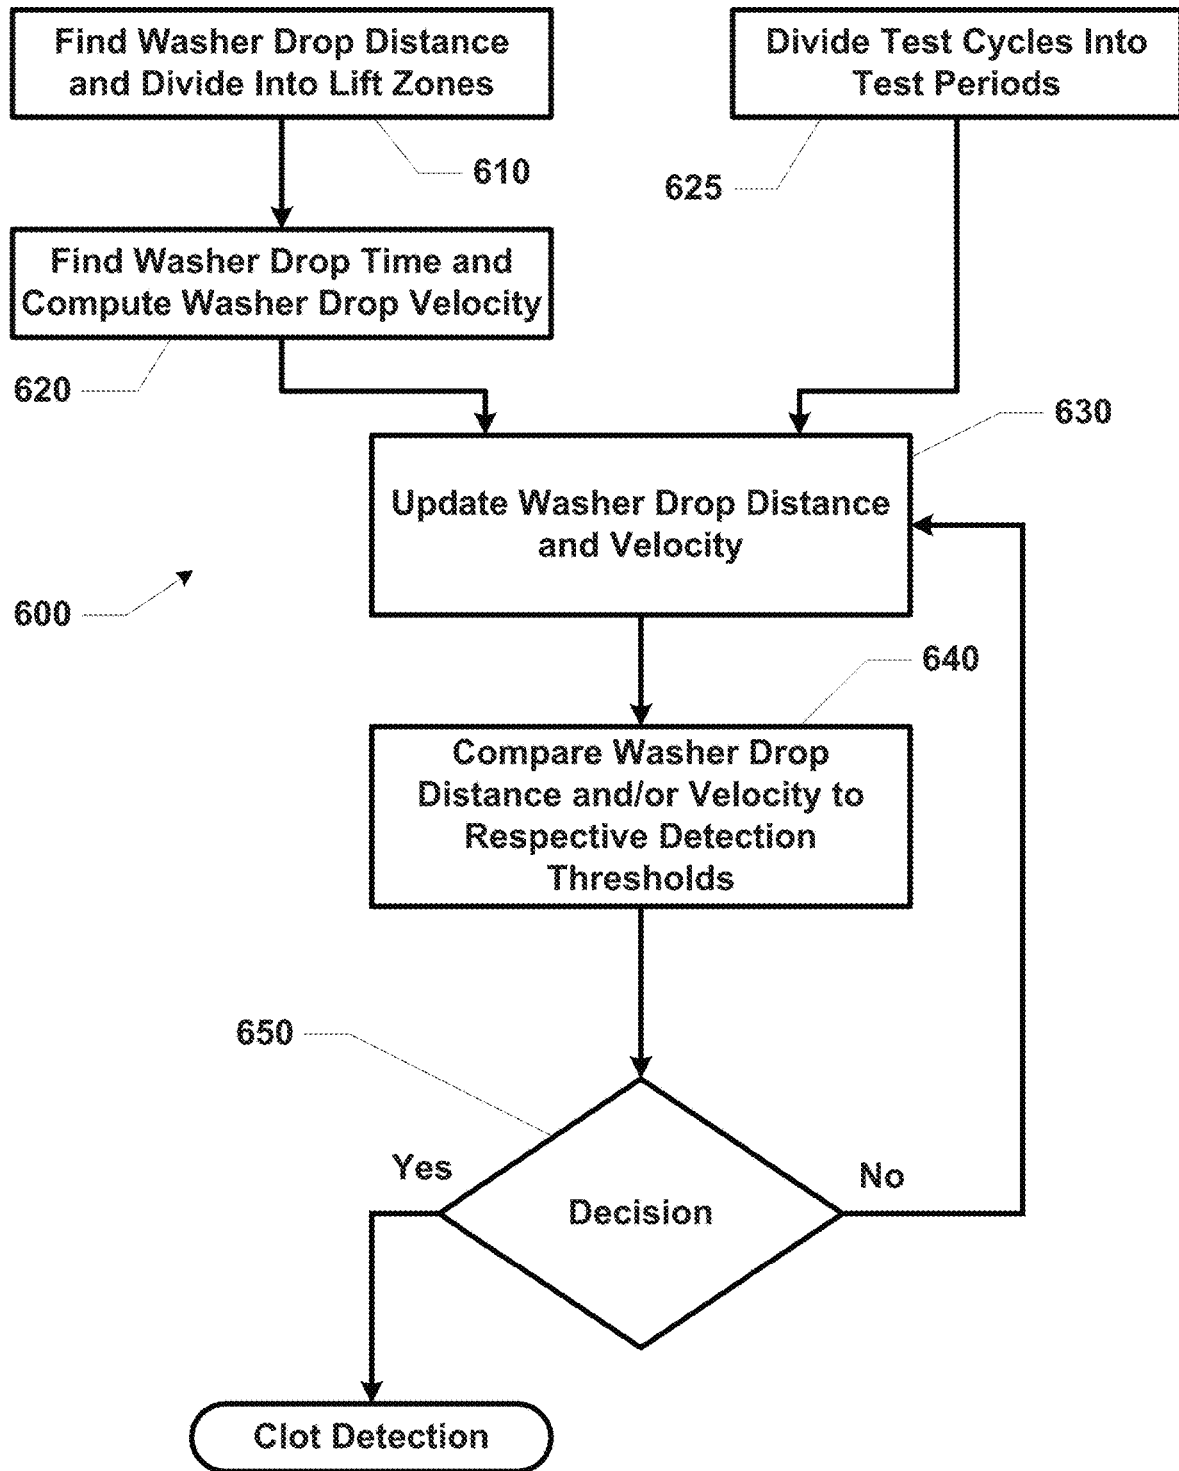 Find Washer Drop Distance
and Divide Into Lift Zones
Divide Test Cycles Into
Test Periods
610
625
Find Washer Drop Time and
Compute Washer Drop Velocity
620
630
Update Washer Drop Distance
and Velocity
600
640
Compare Washer Drop
Distance and/or Velocity to
Respective Detection
Thresholds
650
Yes
No
Decision
Clot Detection